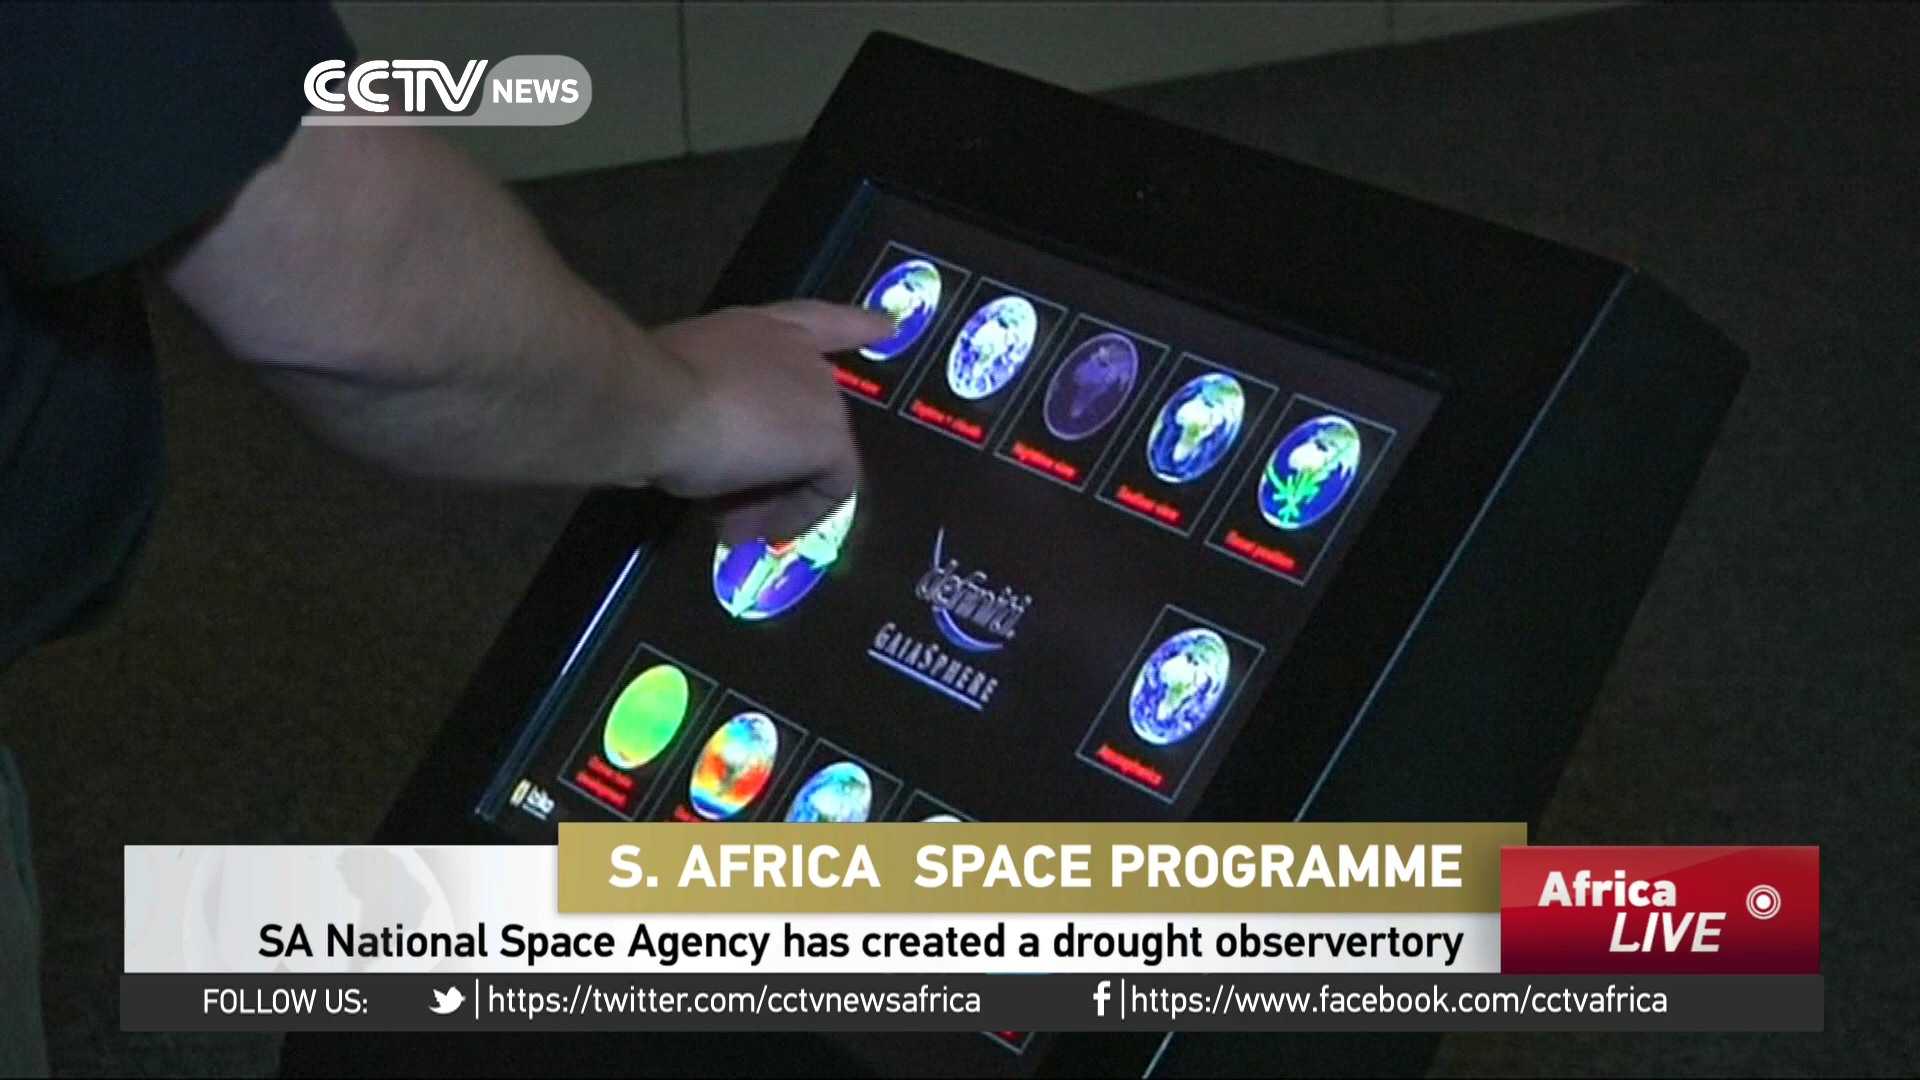 CCTV NEWS
definiti
GAIASPHERE
S. AFRICA SPACE PROGRAMME
SA National Space Agency has created a drought observertory
Africa
LIVE
FOLLOW US: https://twitter.com/cctvnewsafrica https://www.facebook.com/cctvafrica